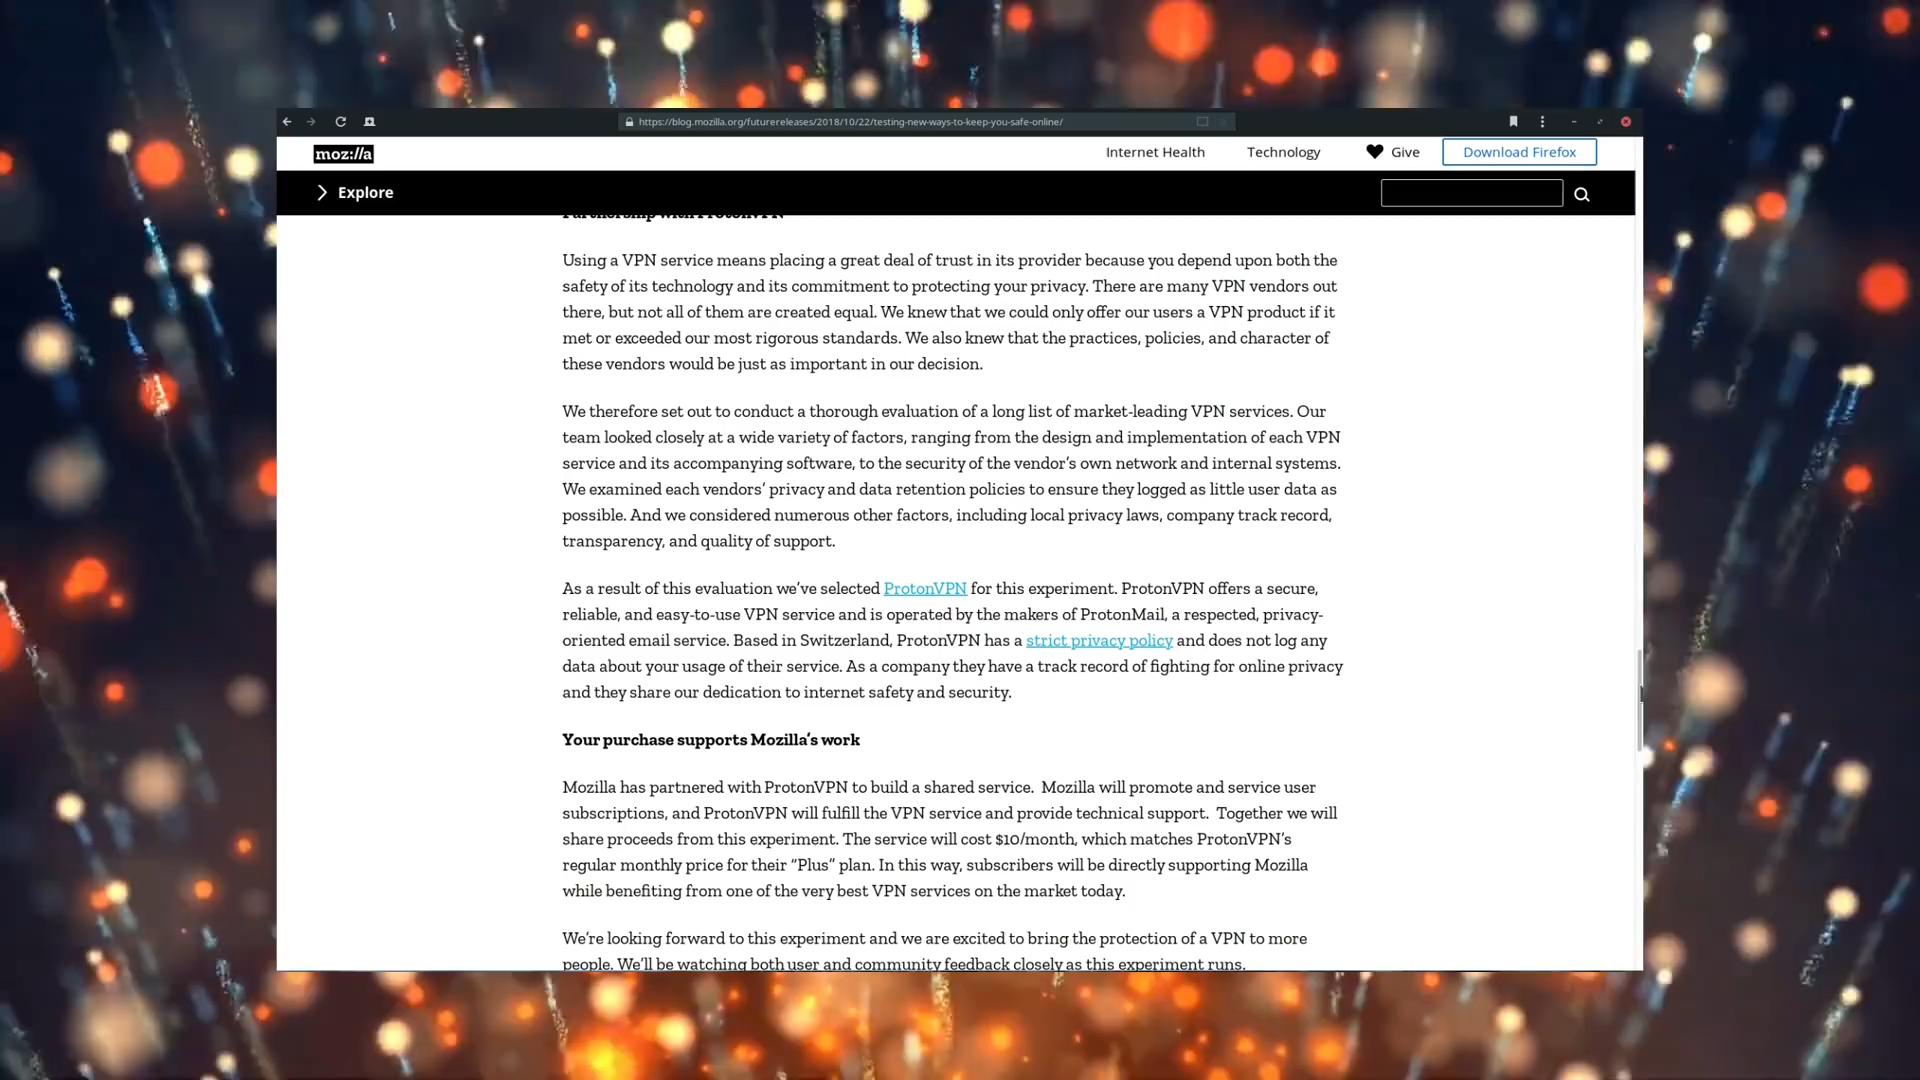 https://blog.mozilla.org/futurereleases/2018/10/22/testing-new-ways-to-keep-you-safe-online/
moz://a
Internet Health
Technology
Give
Download Firefox
Explore
Partnership with ProtonVPN
Using a VPN service means placing a great deal of trust in its provider because you depend upon both the
safety of its technology and its commitment to protecting your privacy. There are many VPN vendors out
there, but not all of them are created equal. We knew that we could only offer our users a VPN product if it
met or exceeded our most rigorous standards. We also knew that the practices, policies, and character of
these vendors would be just as important in our decision.
We therefore set out to conduct a thorough evaluation of a long list of market-leading VPN services. Our
team looked closely at a wide variety of factors, ranging from the design and implementation of each VPN
service and its accompanying software, to the security of the vendor’s own network and internal systems.
We examined each vendors’ privacy and data retention policies to ensure they logged as little user data as
possible. And we considered numerous other factors, including local privacy laws, company track record,
transparency, and quality of support.
As a result of this evaluation we’ve selected ProtonVPN for this experiment. ProtonVPN offers a secure,
reliable, and easy-to-use VPN service and is operated by the makers of ProtonMail, a respected, privacy-
oriented email service. Based in Switzerland, ProtonVPN has a strict privacy policy and does not log any
data about your usage of their service. As a company they have a track record of fighting for online privacy
and they share our dedication to internet safety and security.
Your purchase supports Mozilla’s work
Mozilla has partnered with ProtonVPN to build a shared service.  Mozilla will promote and service user
subscriptions, and ProtonVPN will fulfill the VPN service and provide technical support.  Together we will
share proceeds from this experiment. The service will cost $10/month, which matches ProtonVPN’s
regular monthly price for their “Plus” plan. In this way, subscribers will be directly supporting Mozilla
while benefiting from one of the very best VPN services on the market today.
We’re looking forward to this experiment and we are excited to bring the protection of a VPN to more
people. We’ll be watching both user and community feedback closely as this experiment runs.